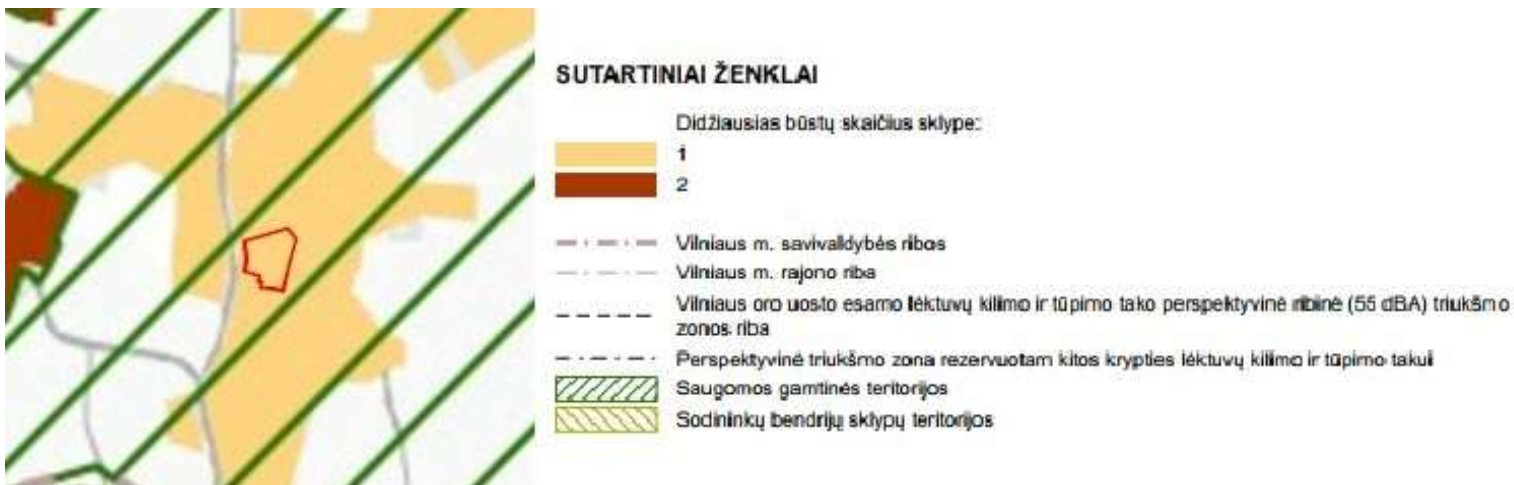 SUTARTINIAI ŽENKLAI
Didžiausias būstų skaičius sklype:
1
2
Vilniaus m. savivaldybės ribos
Vilniaus m. rajono riba
Vilniaus oro uosto esamo lėktuvų kilimo ir tūpimo tako perspektyvinė ribinė (55 dBA) triukšmo
zonos riba
Perspektyvinė triukšmo zona rezervuotam kitos krypties lėktuvų kilimo ir tūpimo takui
Saugomos gamtinės teritorijos
Sodininkų bendrijų sklypų teritorijos